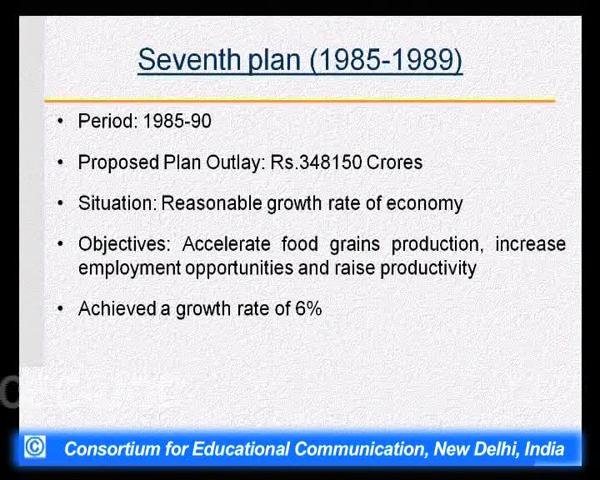 Seventh plan (1985-1989)
• Period: 1985-90
• Proposed Plan Outlay: Rs.348150 Crores
• Situation: Reasonable growth rate of economy
• Objectives: Accelerate food grains production, increase
employment opportunities and raise productivity
• Achieved a growth rate of 6%
© Consortium for Educational Communication, New Delhi, India